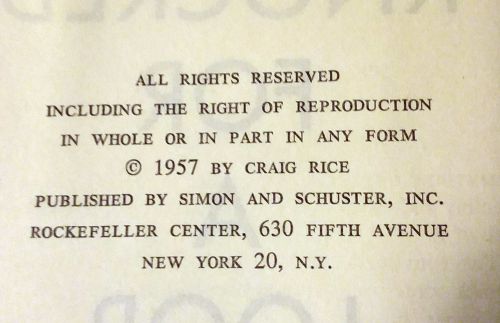 ALL RIGHTS RESERVED
INCLUDING THE RIGHT OF REPRODUCTION
IN WHOLE OR IN PART IN ANY FORM
© 1957 BY CRAIG RICE
PUBLISHED BY SIMON AND SCHUSTER, INC.
ROCKEFELLER CENTER, 630 FIFTH AVENUE
NEW YORK 20, N.Y.